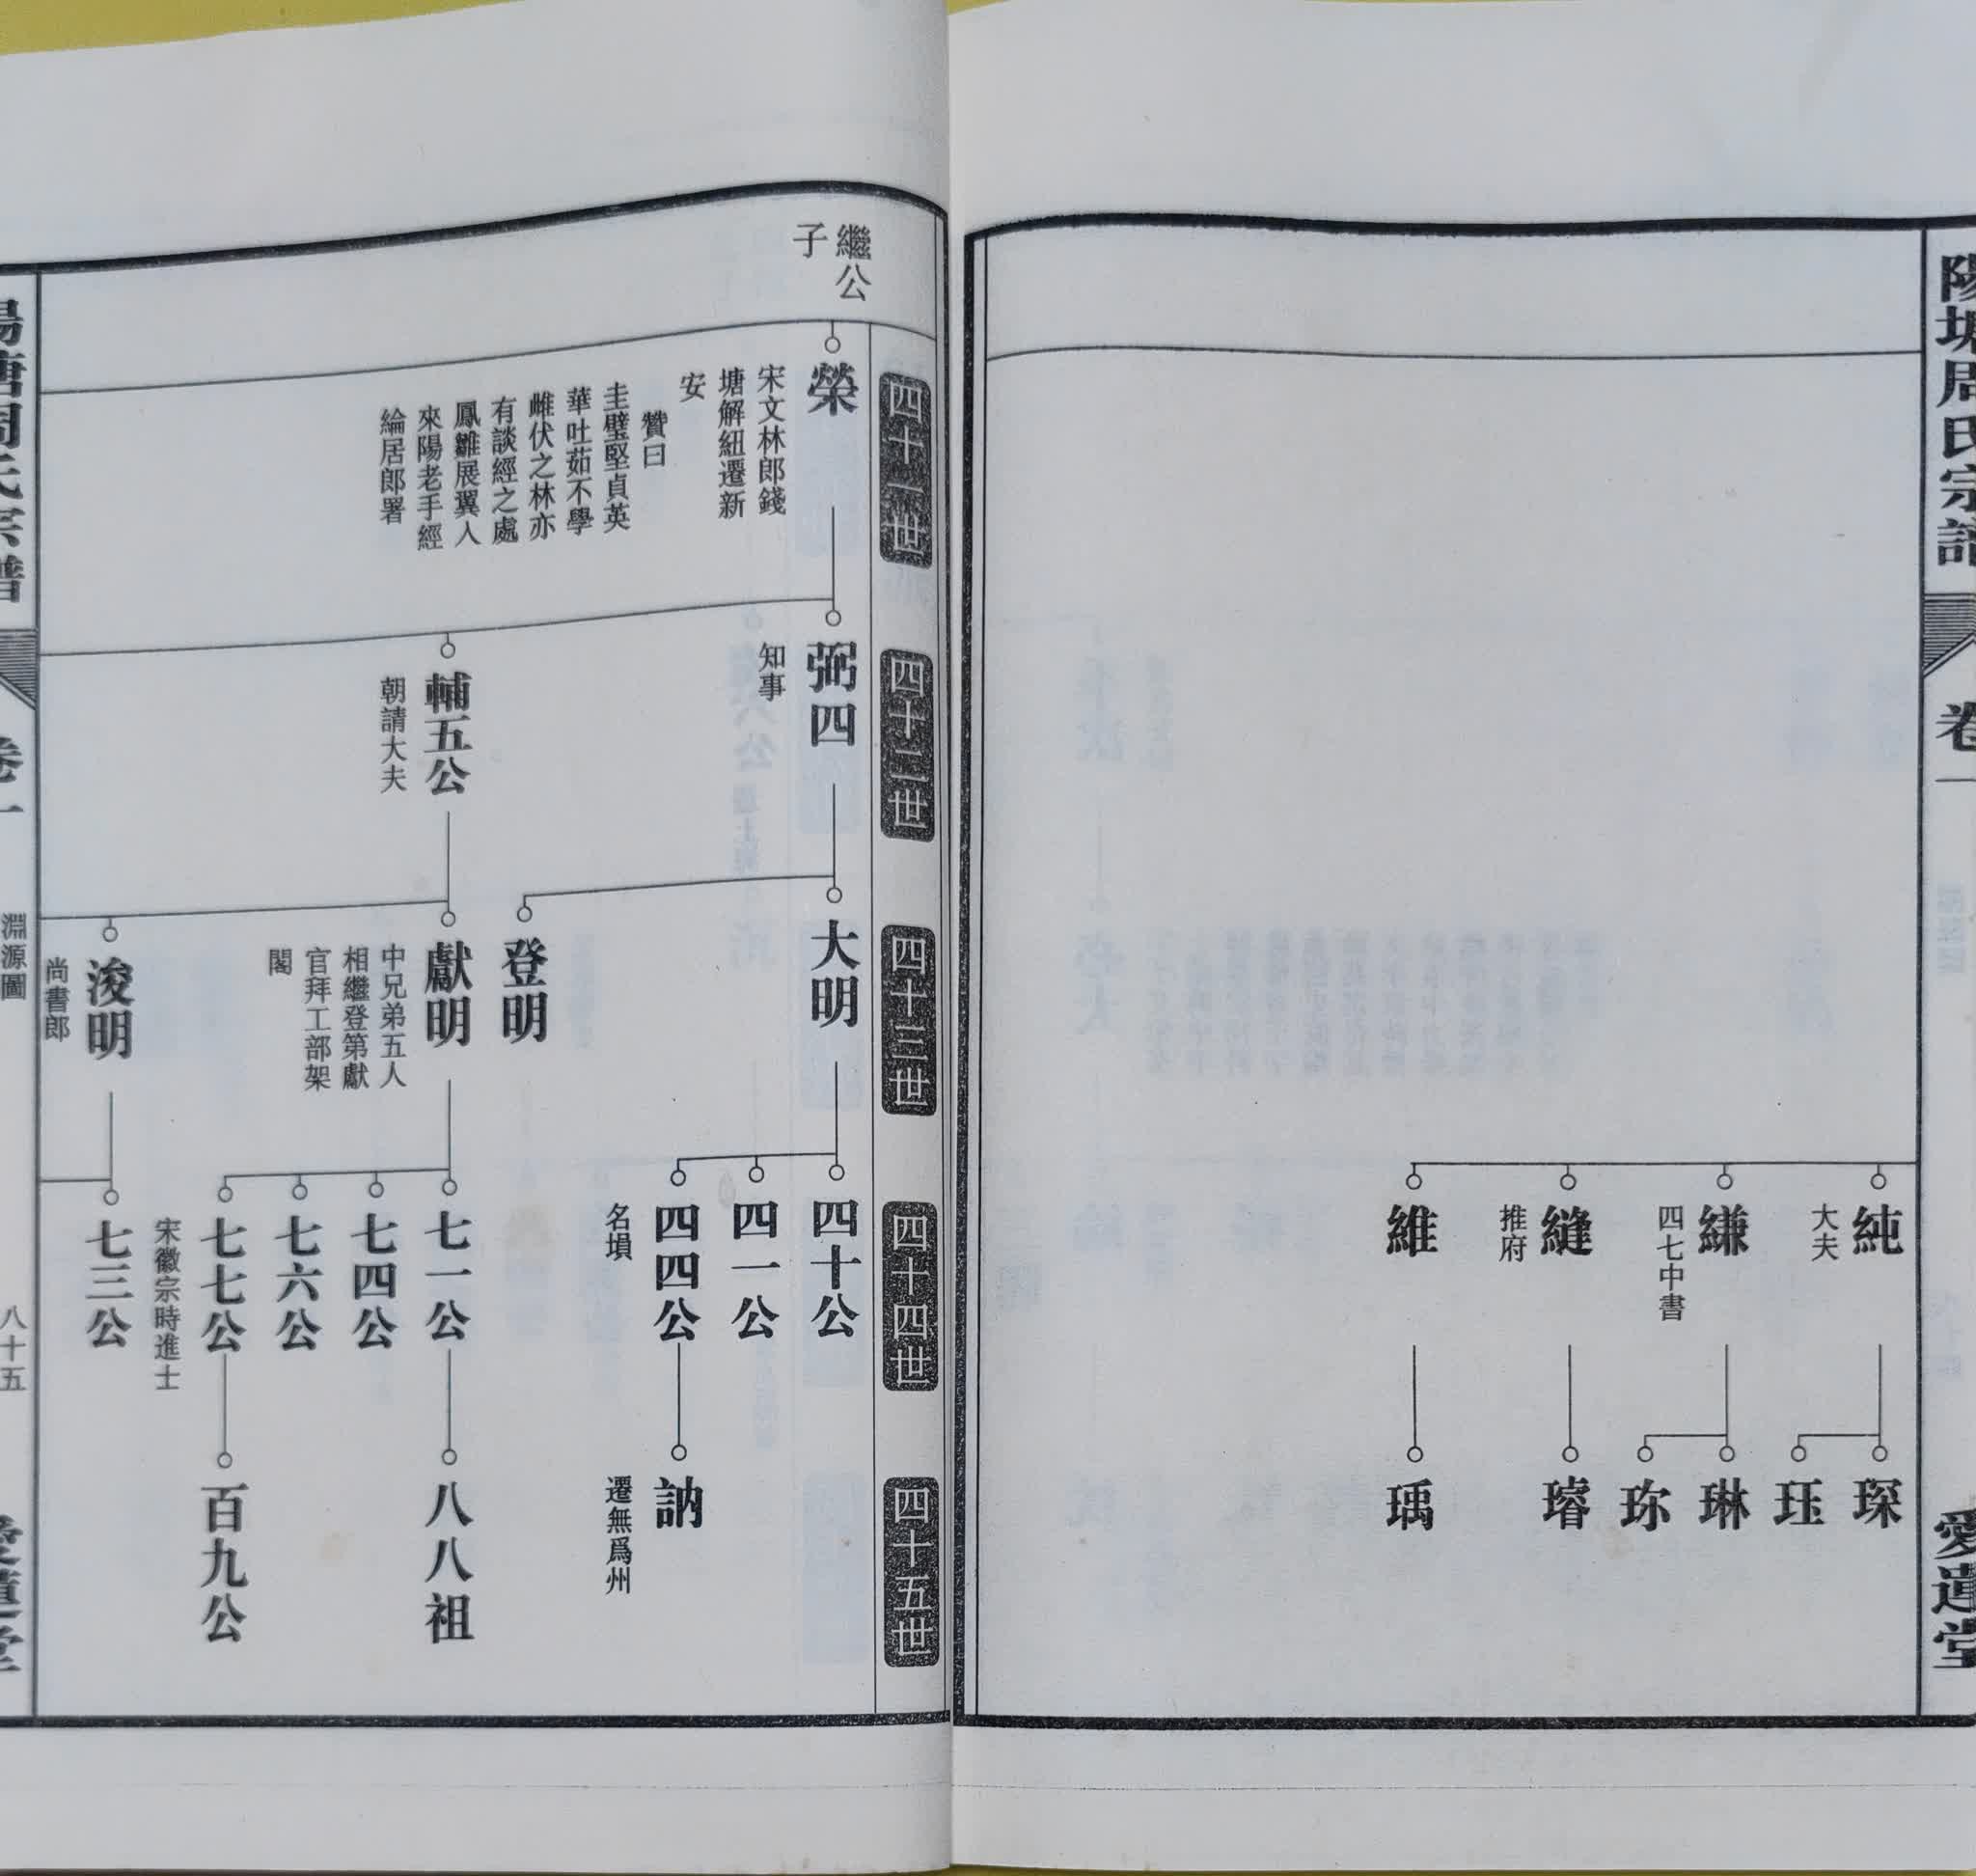 陽塘周氏宗譜
卷一
愛蓮堂
純
大夫
縑
四七中書
縫
推府
維
琛
珏
琳
珎
璿
瑀
四十一世
四十二世
四十三世
四十四世
四十五世
繼公
子
榮
宋文林郎錢
塘解紐遷新
安
贊曰
圭璧堅貞英
華吐茹不學
雌伏之林亦
有談經之處
鳳雛展翼人
來陽老手經
綸居郎署
弼四
知事
輔五公
朝請大夫
大明
登明
獻明
中兄弟五人
相繼登第獻
官拜工部架
閣
浚明
尚書郎
四十公
四一公
四四公
名塤
七一公
七四公
七六公
七七公
宋徽宗時進士
七三公
訥
遷無爲州
八八祖
百九公
陽塘周氏宗譜
卷一
淵源圖
八十五
愛蓮堂